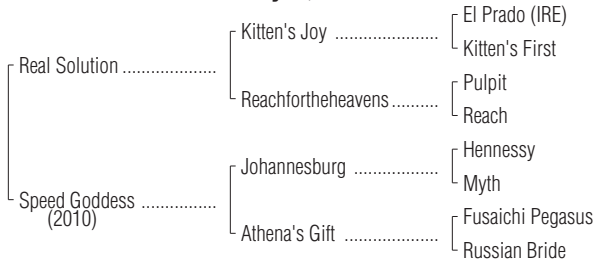 El Prado (IRE)
Kitten's Joy ....................
Kitten's First
Real Solution ..................
Pulpit
Reachfortheheavens.........
Reach
Hennessy
Johannesburg ................
Myth
Speed Goddess ..............
(2010)
Fusaichi Pegasus
Athena's Gift ..................
Russian Bride